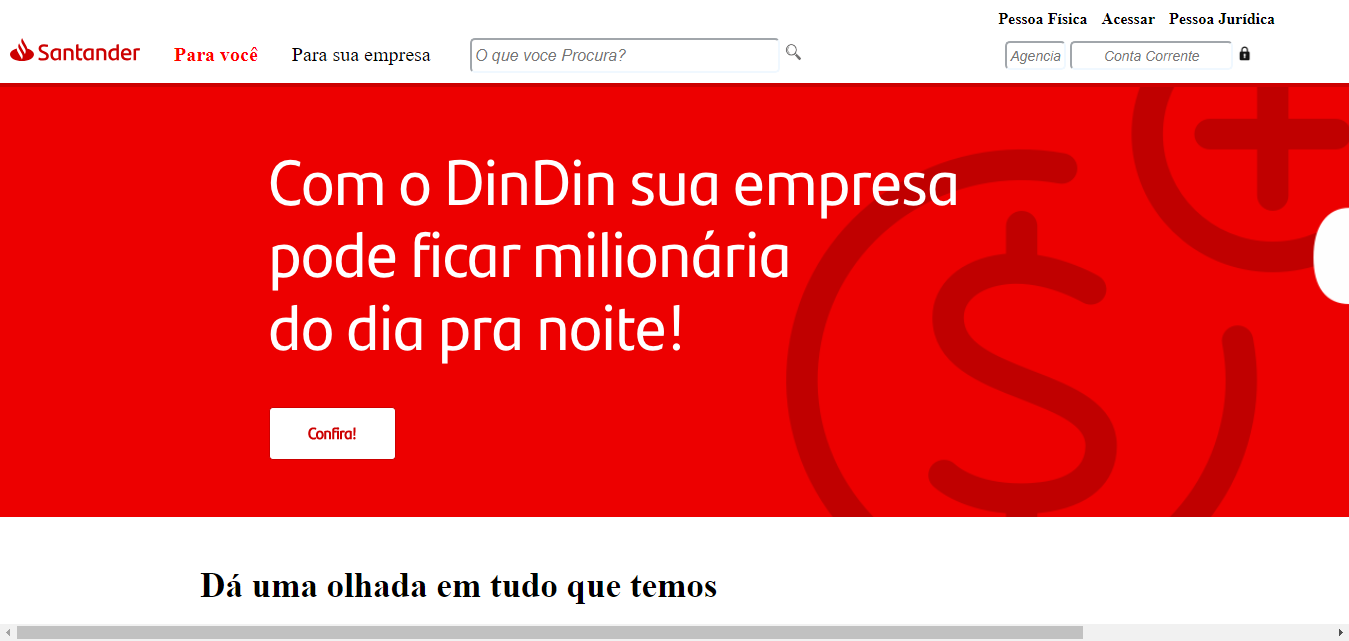 Pessoa Física Acessar Pessoa Jurídica
Santander Para você Para sua empresa O que voce Procura? Agencia Conta Corrente
Com o DinDin sua empresa
pode ficar milionária
do dia pra noite!
Confira!
Dá uma olhada em tudo que temos